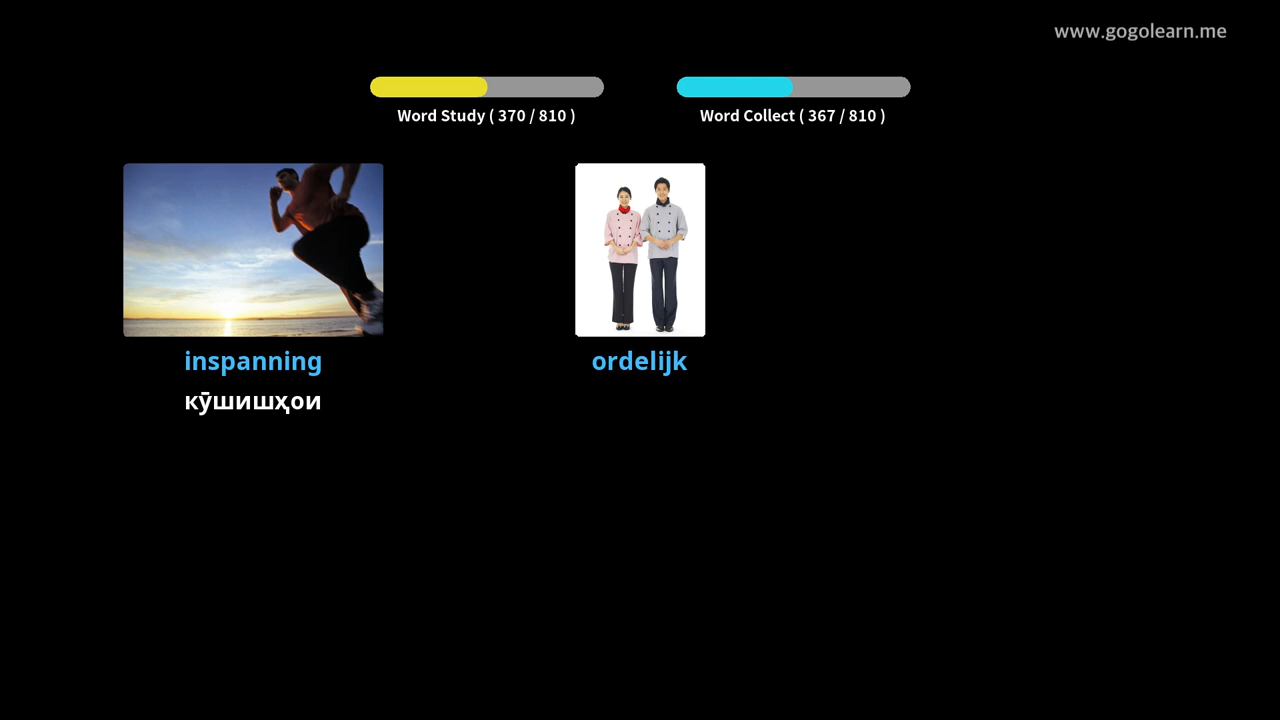 www.gogolearn.me
Word Study ( 370 / 810 )
Word Collect ( 367 / 810 )
inspanning
ordelijk
кӯшишҳои